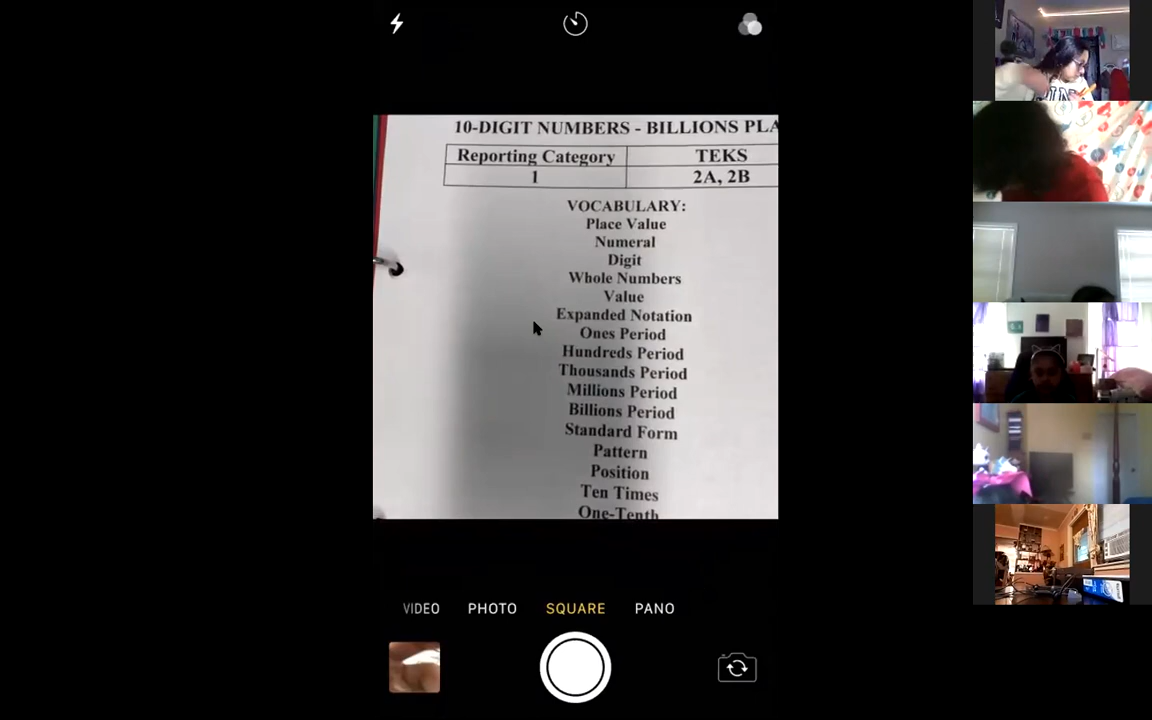 10-DIGIT NUMBERS - BILLIONS PLA
Reporting Category TEKS
1 2A, 2B
VOCABULARY:
Place Value
Numeral
Digit
Whole Numbers
Value
Expanded Notation
Ones Period
Hundreds Period
Thousands Period
Millions Period
Billions Period
Standard Form
Pattern
Position
Ten Times
One-Tenth
VIDEO PHOTO SQUARE PANO